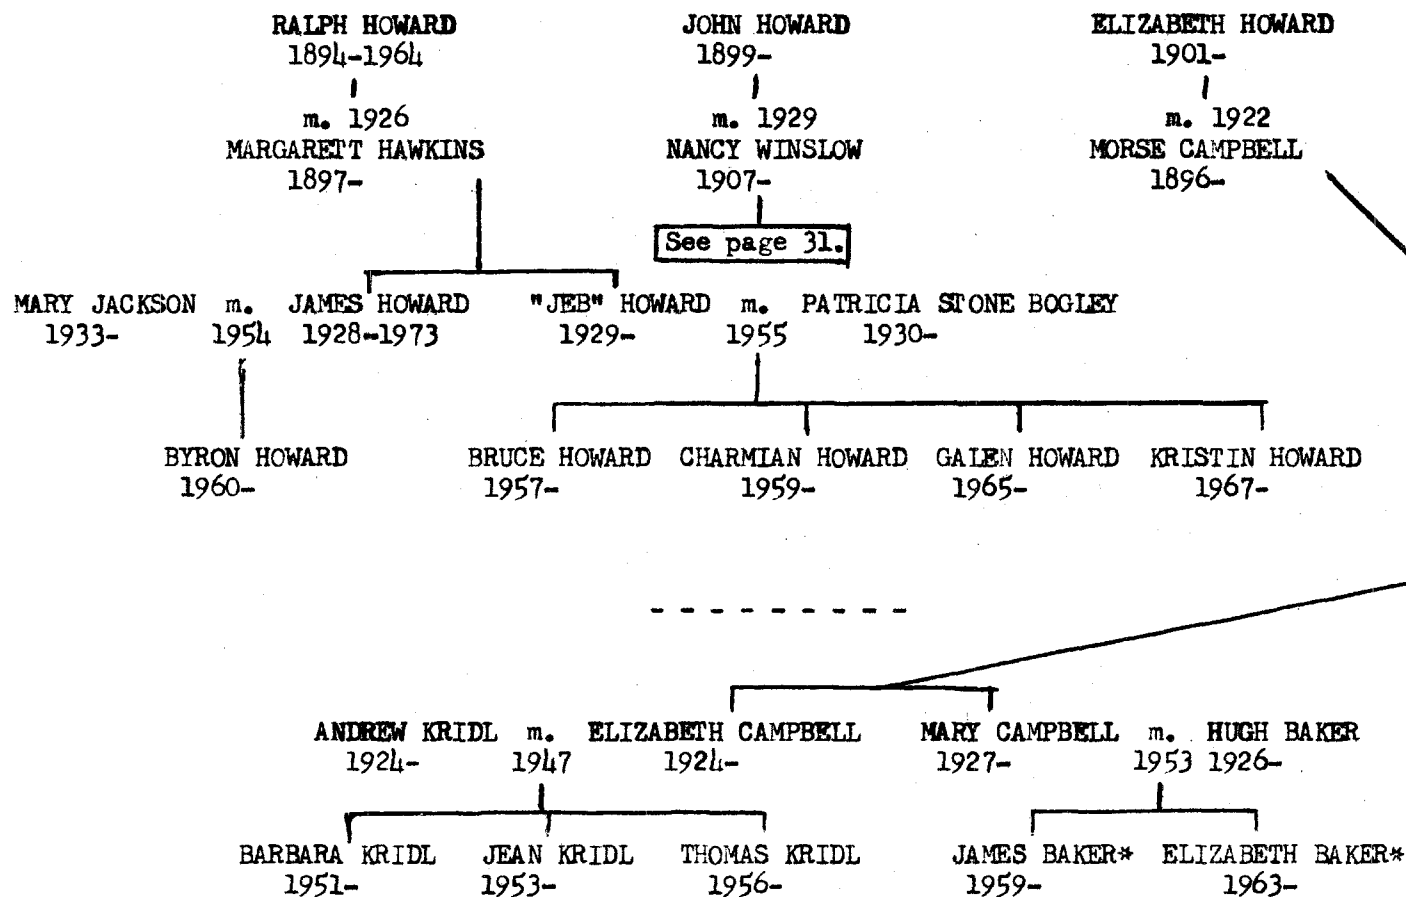 RALPH HOWARD JOHN HOWARD ELIZABETH HOWARD
1894-1964 1899- 1901-
m. 1926 m. 1929 m. 1922
MARGARETT HAWKINS NANCY WINSLOW MORSE CAMPBELL
1897- 1907- 1896-
See page 31.
MARY JACKSON m. JAMES HOWARD "JEB" HOWARD m. PATRICIA STONE BOGLEY
1933- 1954 1928-1973 1929- 1955 1930-
BYRON HOWARD BRUCE HOWARD CHARMIAN HOWARD GALEN HOWARD KRISTIN HOWARD
1960- 1957- 1959- 1965- 1967-
ANDREW KRIDL m. ELIZABETH CAMPBELL MARY CAMPBELL m. HUGH BAKER
1924- 1947 1924- 1927- 1953 1926-
BARBARA KRIDL JEAN KRIDL THOMAS KRIDL JAMES BAKER* ELIZABETH BAKER*
1951- 1953- 1956- 1959- 1963-